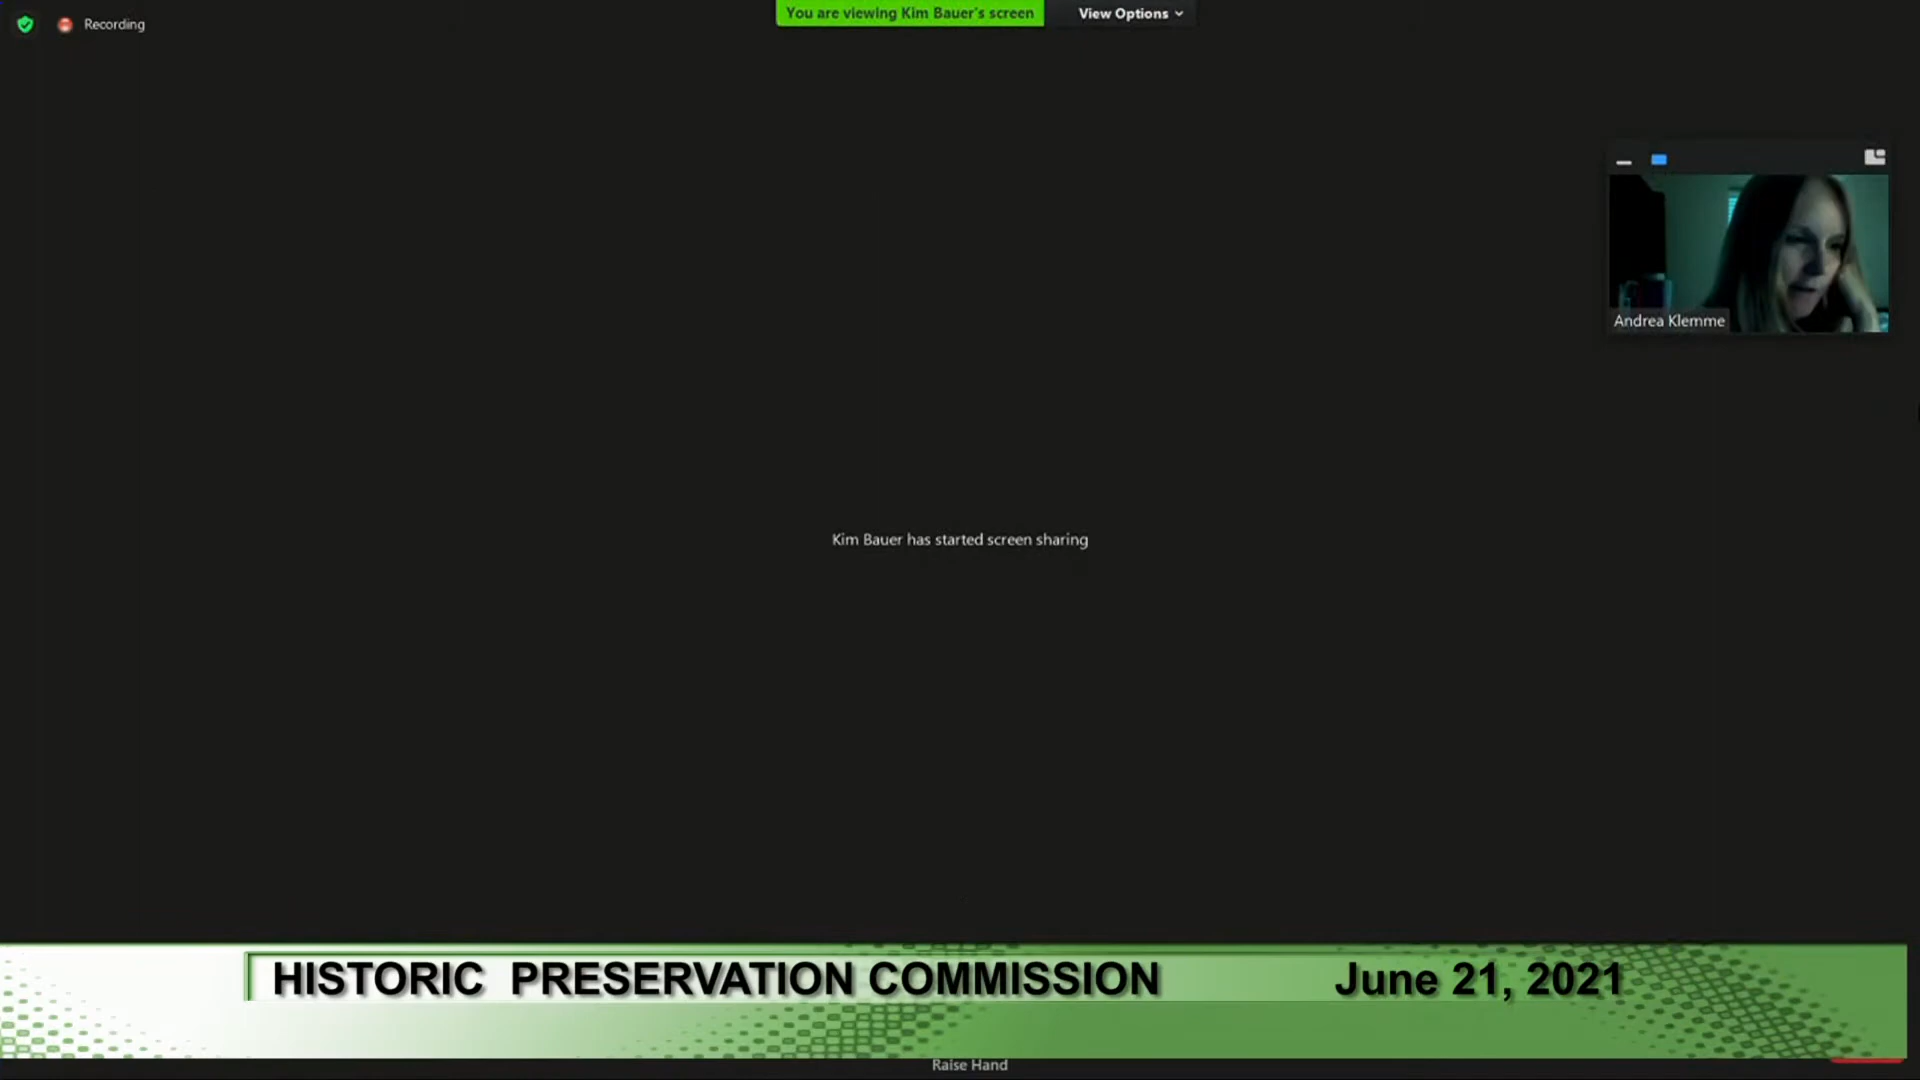 Recording
You are viewing Kim Bauer's screen
View Options
Andrea Klemme
Kim Bauer has started screen sharing
HISTORIC PRESERVATION COMMISSION
June 21, 2021
Raise Hand